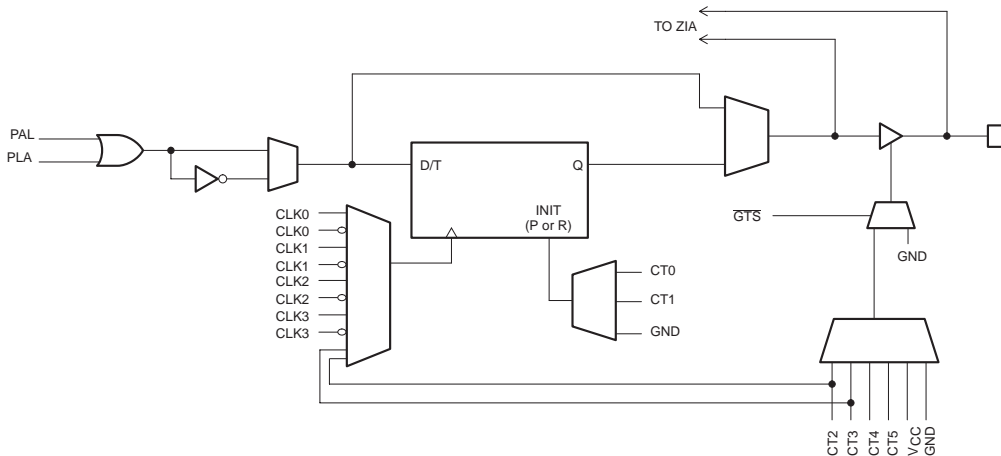 TO ZIA
PAL
PLA
D/T
Q
INIT
(P or R)
CLK0
CLK0
CLK1
CLK1
CLK2
CLK2
CLK3
CLK3
CT0
CT1
GND
GTS
GND
CT2
CT3
CT4
CT5
VCC
GND